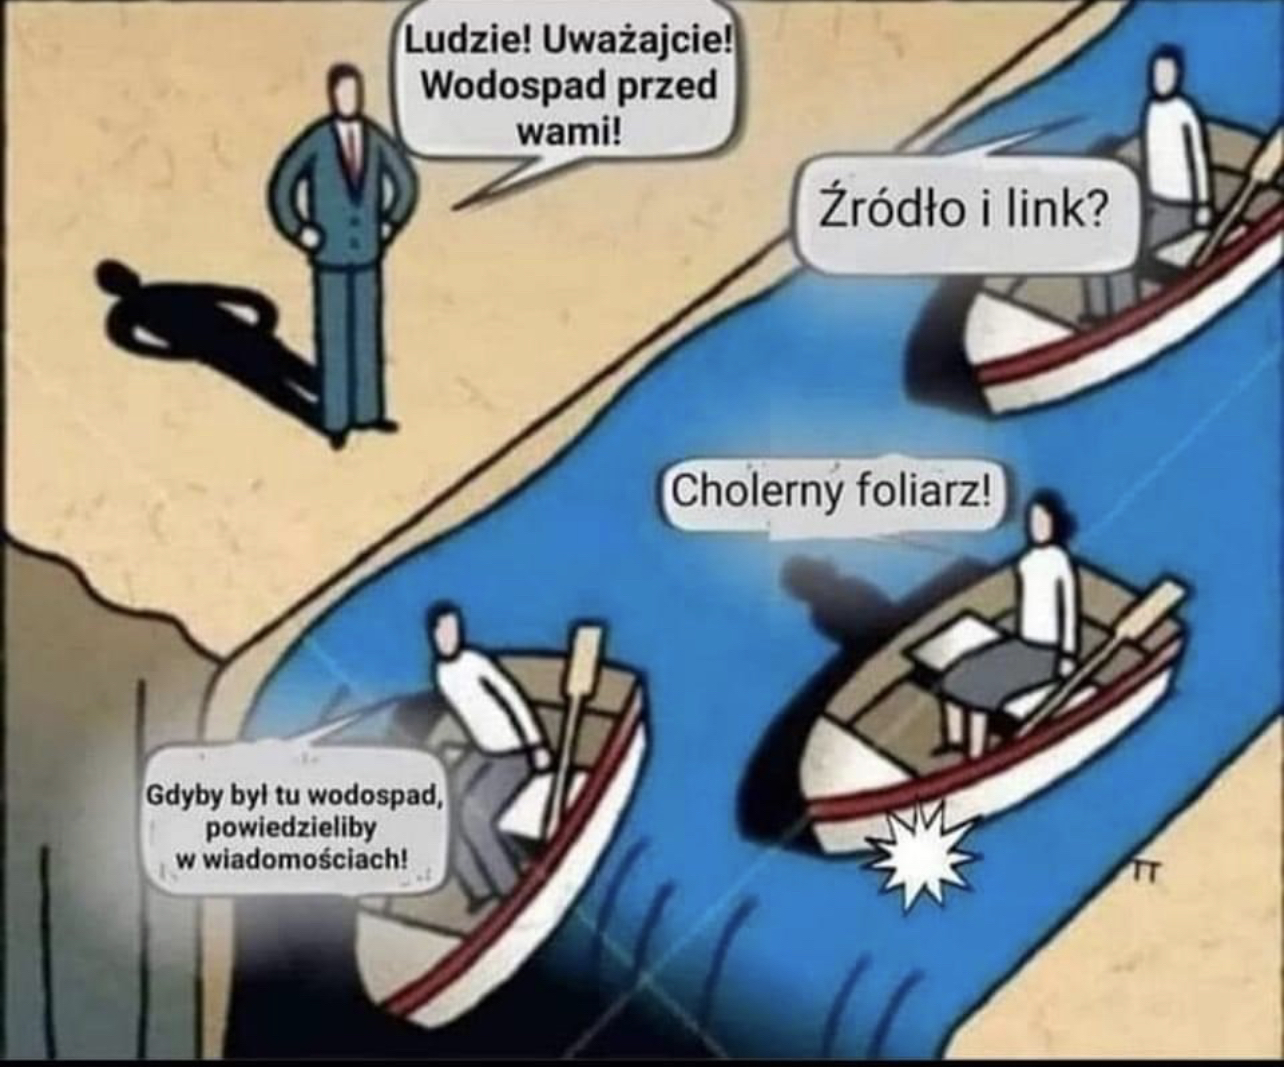 Ludzie! Uważajcie!
Wodospad przed
wami!
Źródło i link?
Cholerny foliarz!
Gdyby był tu wodospad,
powiedzieliby
w wiadomościach!